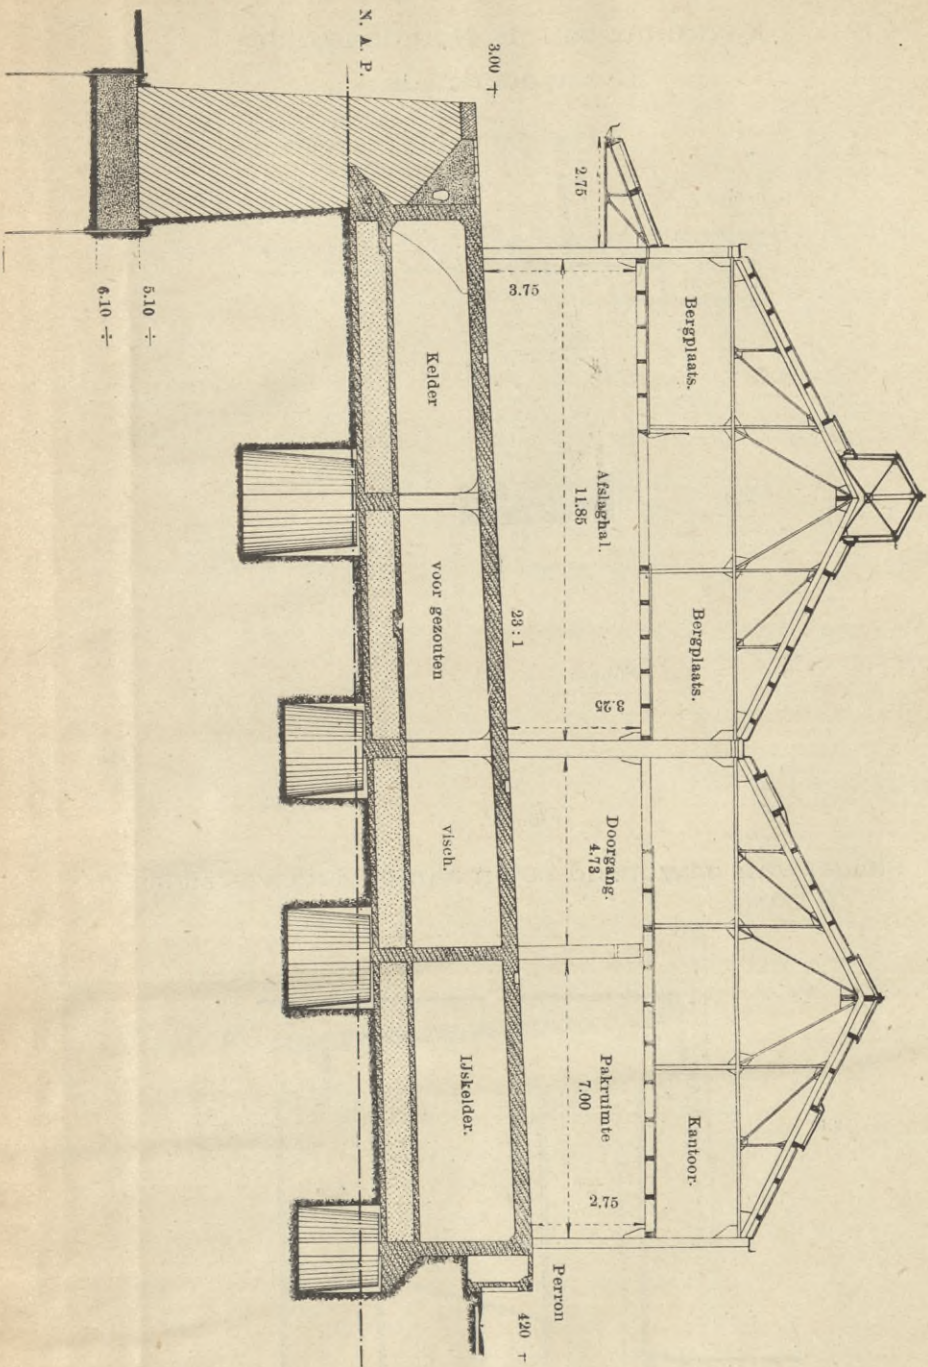 Bergplaats.
Bergplaats.
Kantoor.
2.75
3.75
Afslaghal.
11.85
3.25
Doorgang.
4.73
Pakruimte
7.00
2.75
3.00 +
23 : 1
Perron
420 +
Kelder
voor gezouten
visch.
IJskelder.
N. A. P.
5.10 ÷
6.10 ÷